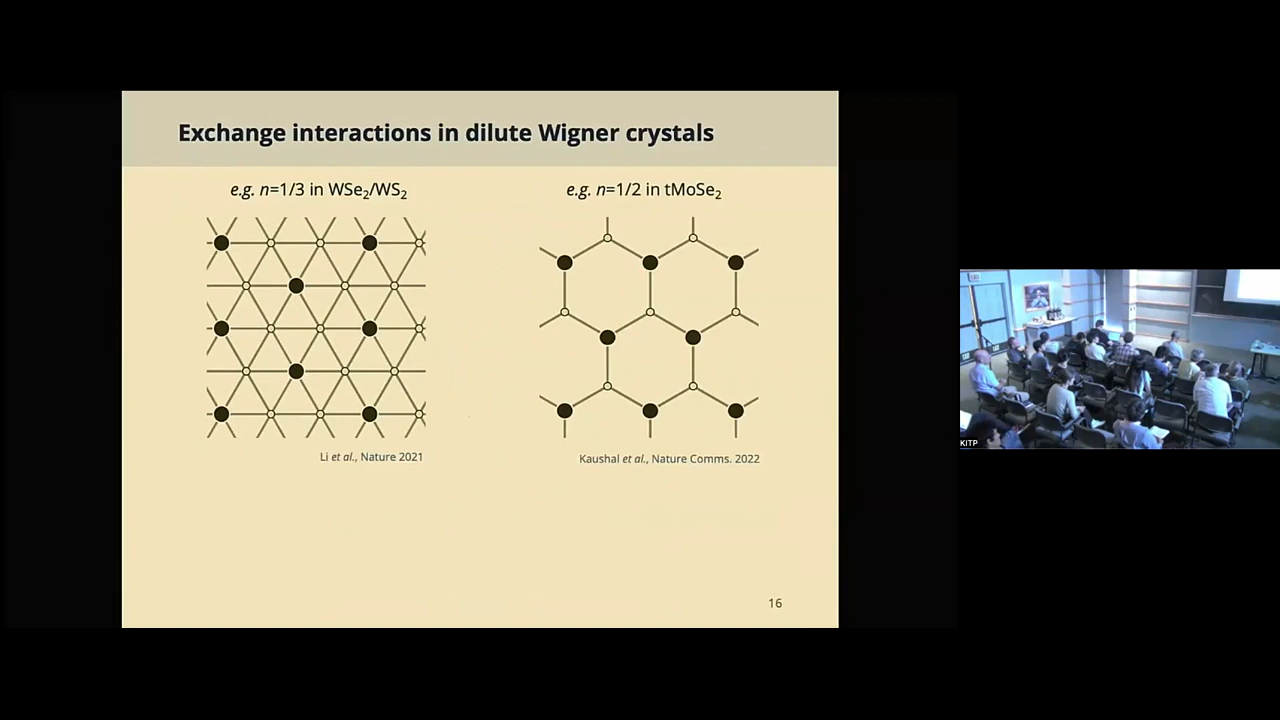 Exchange interactions in dilute Wigner crystals
e.g. n=1/3 in WSe₂/WS₂
e.g. n=1/2 in tMoSe₂
Li et al., Nature 2021
Kaushal et al., Nature Comms. 2022
16
KITP